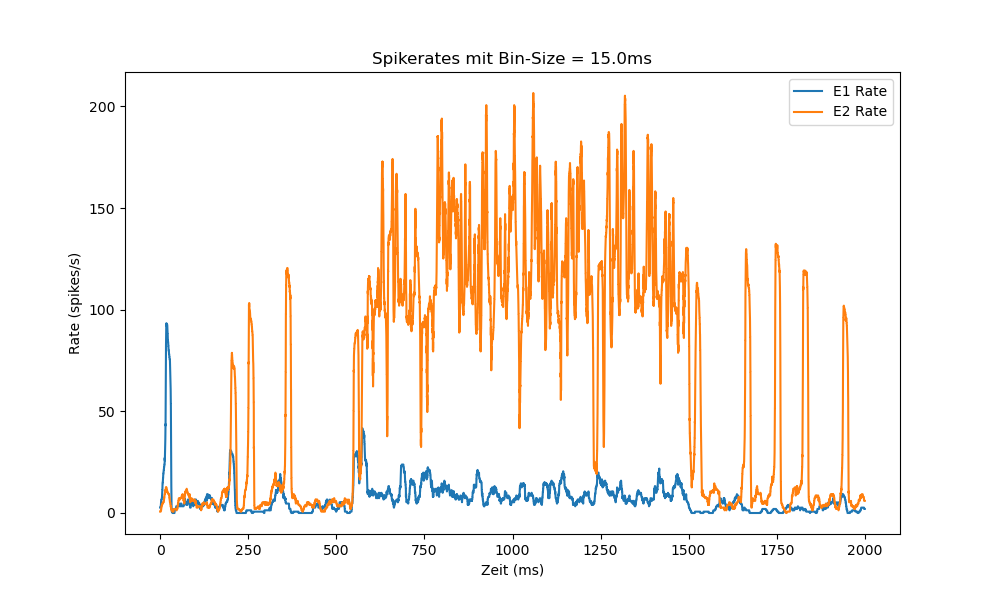 Spikerates mit Bin-Size = 15.0ms
E1 Rate
E2 Rate
200
150
100
50
0
Rate (spikes/s)
0 250 500 750 1000 1250 1500 1750 2000
Zeit (ms)